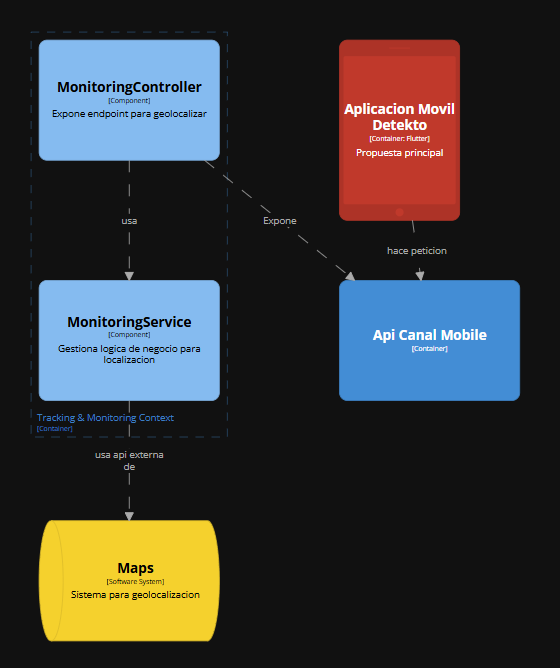 MonitoringController
[Component]
Expone endpoint para geolocalizar
Aplicacion Movil
Detekto
[Container: Flutter]
Propuesta principal
usa
Expone
hace peticion
MonitoringService
[Component]
Gestiona logica de negocio para
localizacion
Api Canal Mobile
[Container]
Tracking & Monitoring Context
[Container]
usa api externa
de
Maps
[Software System]
Sistema para geolocalizacion